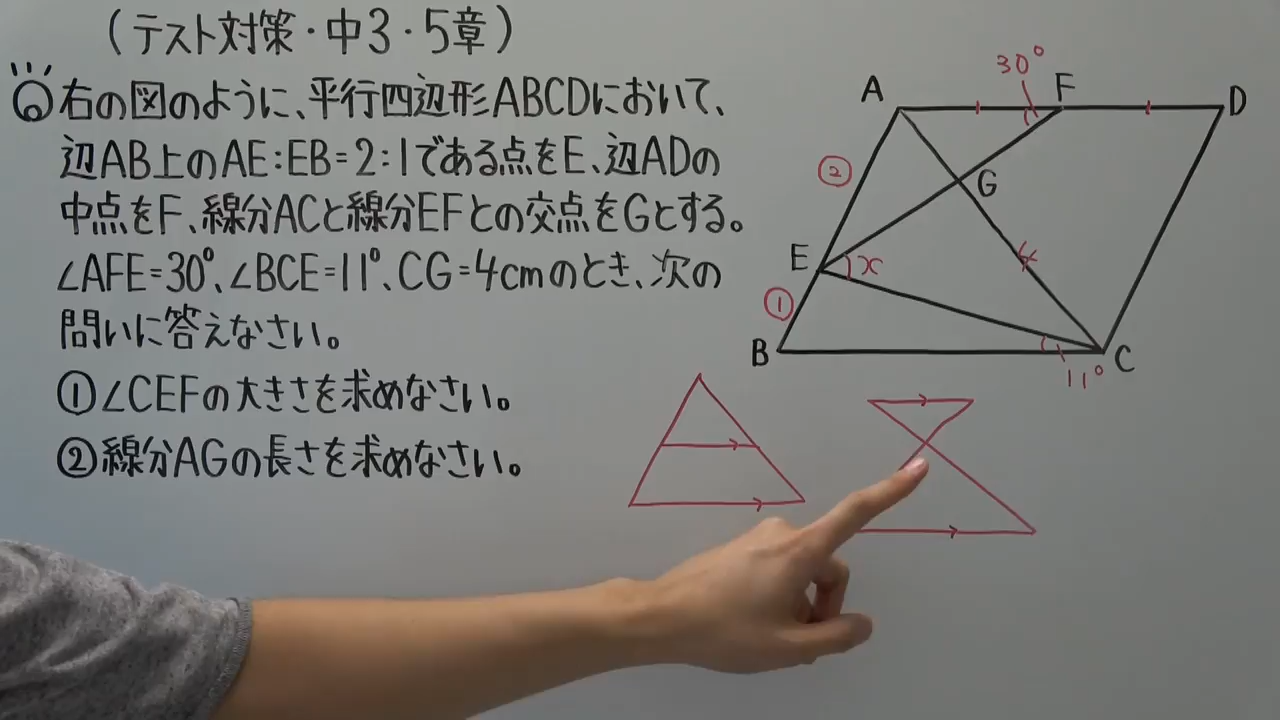 (テスト対策・中3・5章)
Q 右の図のように、平行四辺形ABCDにおいて、
辺AB上のAE:EB=2:1である点をE、辺ADの
中点をF、線分ACと線分EFとの交点をGとする。
∠AFE=30°、∠BCE=11°、CG=4cmのとき、次の
問いに答えなさい。
①∠CEFの大きさを求めなさい。
②線分AGの長さを求めなさい。
30°
A
F
D
②
G
E
x
①
B
C
11°